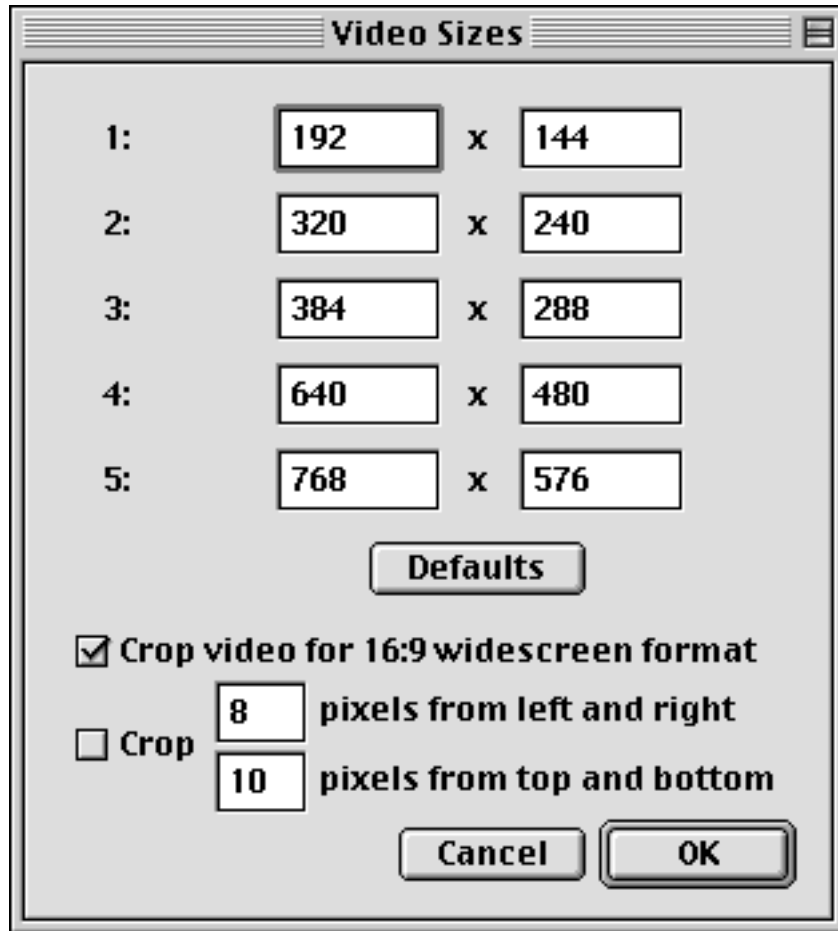 Video Sizes
1: 192 x 144
2: 320 x 240
3: 384 x 288
4: 640 x 480
5: 768 x 576
Defaults
Crop video for 16:9 widescreen format
Crop 8 pixels from left and right
10 pixels from top and bottom
Cancel OK